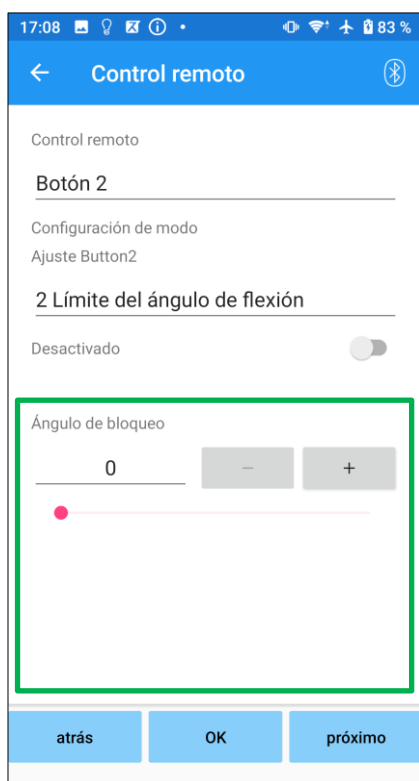 17:08 83 %
Control remoto
Control remoto
Botón 2
Configuración de modo
Ajuste Button2
2 Límite del ángulo de flexión
Desactivado
Ángulo de bloqueo
0 − +
atrás OK próximo